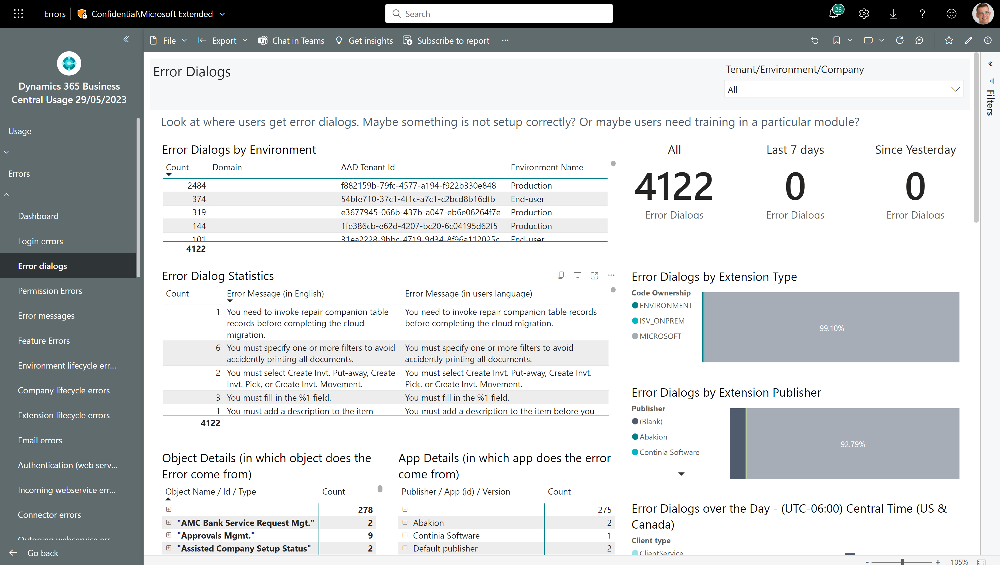 Errors
Confidential\Microsoft Extended
Search
26
File
Export
Chat in Teams
Get insights
Subscribe to report
Dynamics 365 Business
Central Usage 29/05/2023
Usage
Errors
Dashboard
Login errors
Error dialogs
Permission Errors
Error messages
Feature Errors
Environment lifecycle err...
Company lifecycle errors
Extension lifecycle errors
Email errors
Authentication (web serv...
Incoming webservice err...
Connector errors
Outgoing webservice err...
Go back
Error Dialogs
Tenant/Environment/Company
All
Filters
Look at where users get error dialogs. Maybe something is not setup correctly? Or maybe users need training in a particular module?
Error Dialogs by Environment
Count Domain AAD Tenant Id Environment Name
2484 f882159b-79fc-4577-a194-f922b330e848 Production
374 54bfe710-37c1-4f1c-a7c1-c2bcd8b16dfb End-user
319 e3677945-066b-437b-a047-eb6e06264f7e Production
144 1fe386cb-e62d-4207-bc20-6c04195d62f5 Production
101 31ea2228-9bbc-4719-9d34-8f96a112025c End-user
4122
All
4122
Error Dialogs
Last 7 days
0
Error Dialogs
Since Yesterday
0
Error Dialogs
Error Dialog Statistics
Count Error Message (in English) Error Message (in users language)
1 You need to invoke repair companion table You need to invoke repair companion table records
records before completing the cloud before completing the cloud migration.
migration.
6 You must specify one or more filters to avoid You must specify one or more filters to avoid
accidently printing all documents. accidently printing all documents.
2 You must select Create Invt. Put-away, Create You must select Create Invt. Put-away, Create Invt.
Invt. Pick, or Create Invt. Movement. Pick, or Create Invt. Movement.
3 You must fill in the %1 field. You must fill in the %1 field.
1 You must add a description to the item You must add a description to the item before you
4122
Error Dialogs by Extension Type
Code Ownership
ENVIRONMENT
ISV_ONPREM
MICROSOFT
99.10%
Error Dialogs by Extension Publisher
Publisher
(Blank)
Abakion
Continia Software
92.79%
Object Details (in which object does the
Error come from)
Object Name / Id / Type Count
278
"AMC Bank Service Request Mgt." 2
"Approvals Mgmt." 9
"Assisted Company Setup Status" 2
App Details (in which app does the error
come from)
Publisher / App (id) / Version Count
275
Abakion 2
Continia Software 1
Default publisher 2
Error Dialogs over the Day - (UTC-06:00) Central Time (US &
Canada)
Client type
ClientService
- + 105%